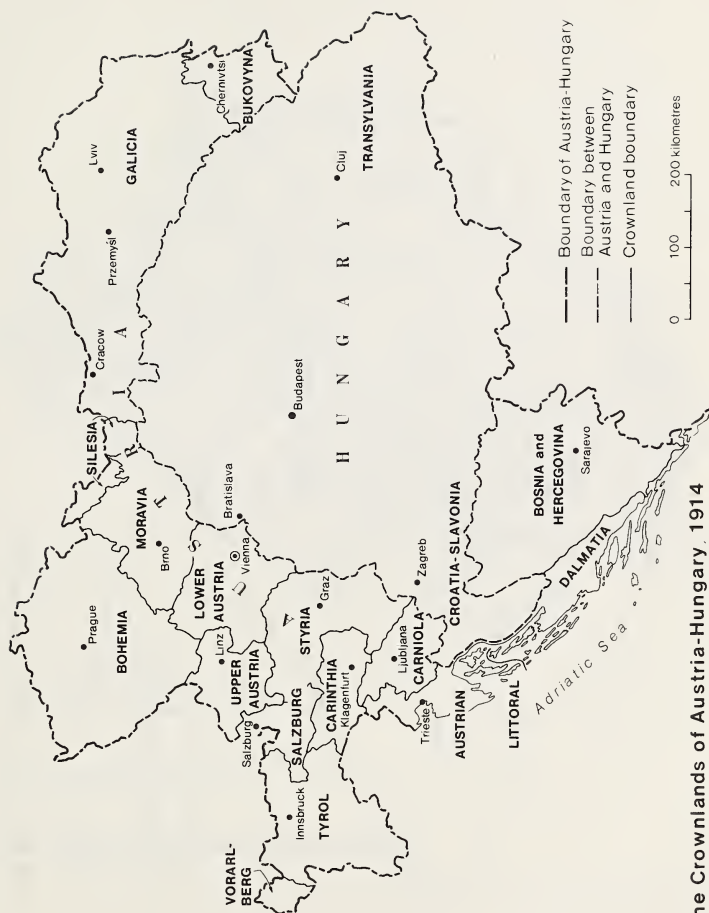 Prague
BOHEMIA
SILESIA
MORAVIA
Brno
Cracow
Przemyśl
Lviv
GALICIA
Chernivtsi
BUKOVYNA
A U S T R I A
LOWER
AUSTRIA
Vienna
UPPER
AUSTRIA
Linz
Bratislava
Salzburg
SALZBURG
STYRIA
Graz
CARINTHIA
Klagenfurt
VORARL-
BERG
Innsbruck
TYROL
Budapest
H U N G A R Y
Cluj
TRANSYLVANIA
Ljubljana
CARNIOLA
Zagreb
CROATIA-SLAVONIA
Trieste
AUSTRIAN
LITTORAL
BOSNIA and
HERCEGOVINA
Sarajevo
DALMATIA
Adriatic Sea
Boundary of Austria-Hungary
Boundary between
Austria and Hungary
Crownland boundary
0 100 200 kilometres
he Crownlands of Austria-Hungary, 1914